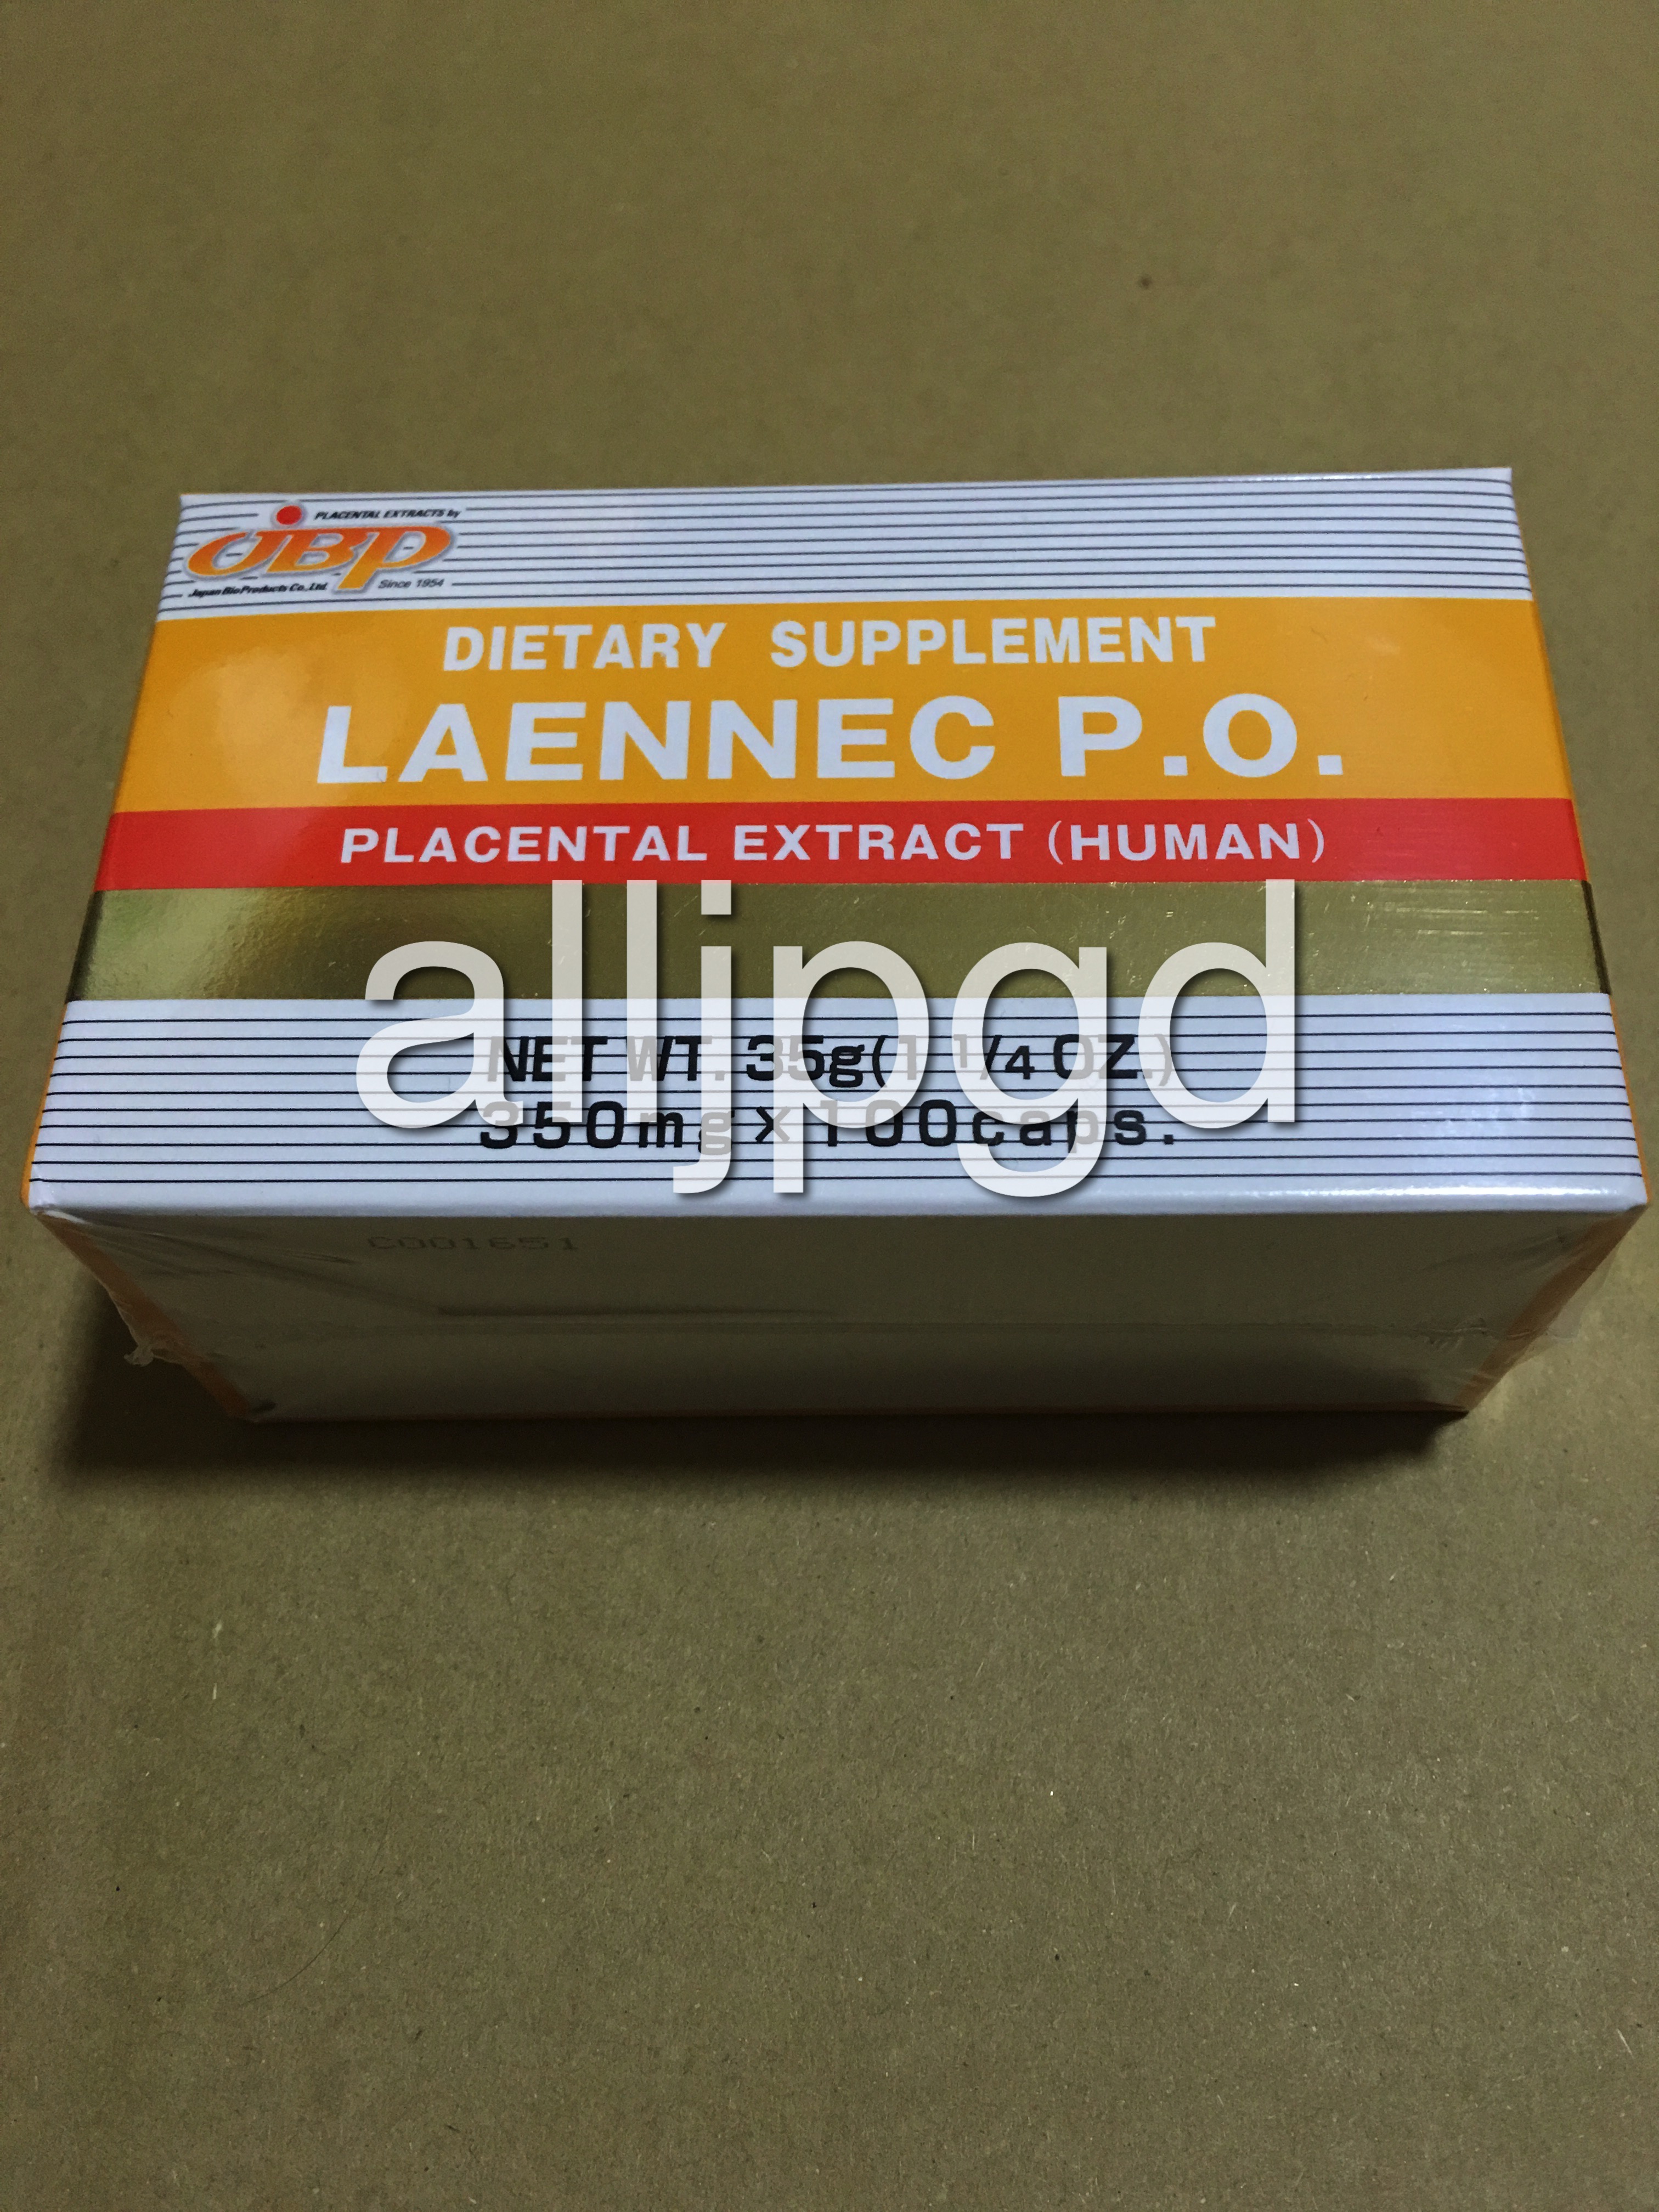 PLACENTAL EXTRACTS by
JBP
Japan Bio Products Co.,Ltd. Since 1954
DIETARY SUPPLEMENT
LAENNEC P.O.
PLACENTAL EXTRACT (HUMAN)
alljpgd
NET WT. 35g(1 1/4 OZ.)
350mg×100caps.
C001651